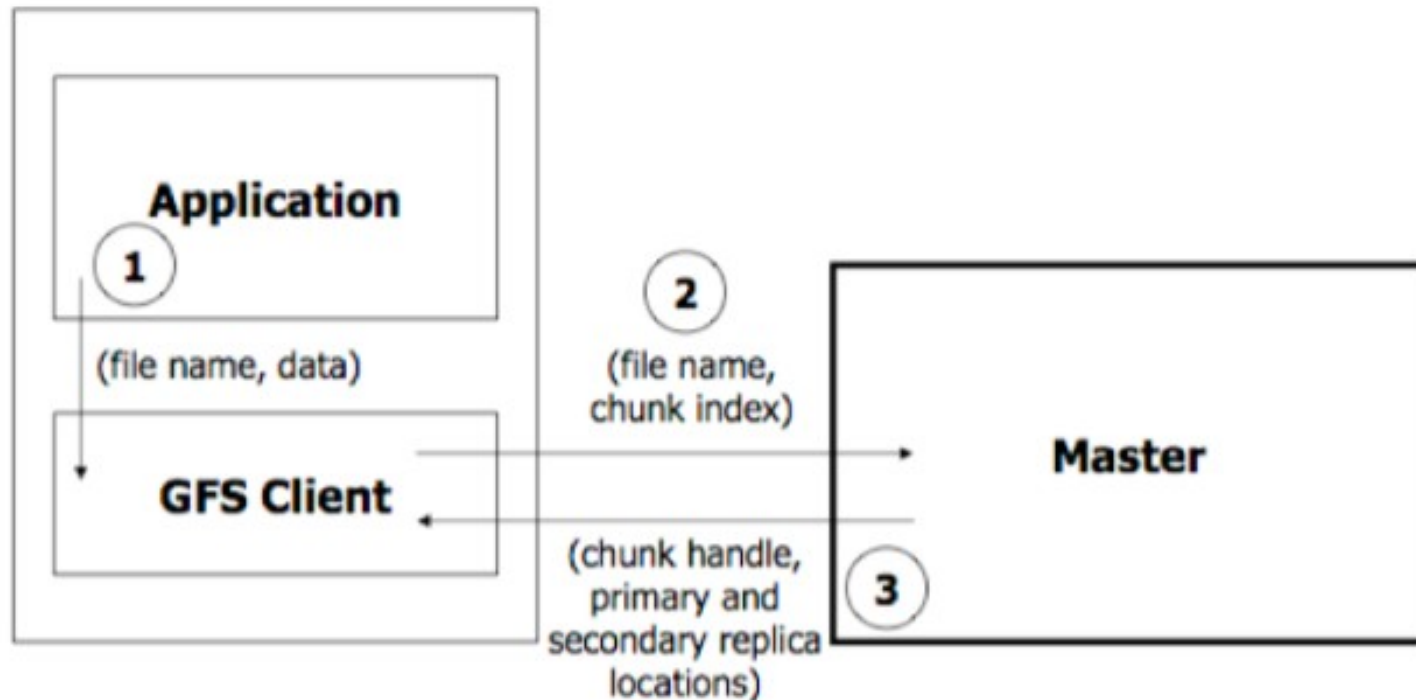 Application
1
(file name, data)
GFS Client
2
(file name,
chunk index)
(chunk handle,
primary and
secondary replica
locations)
Master
3